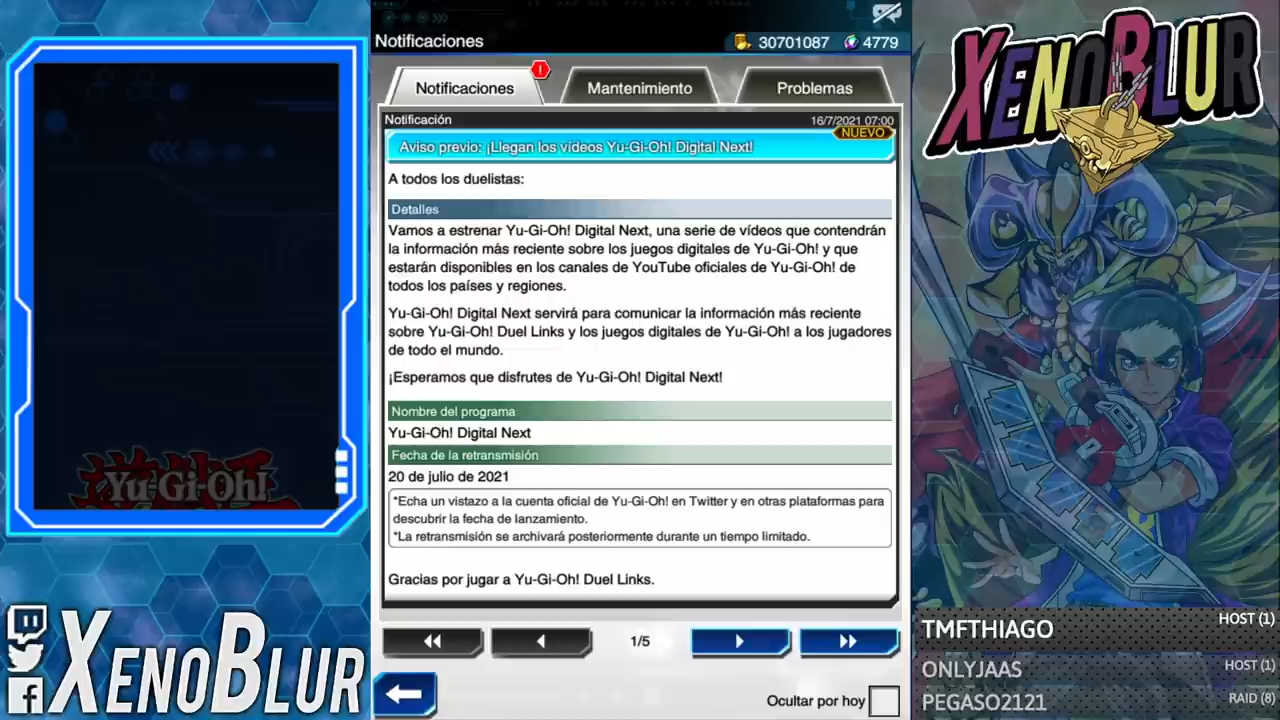 Notificaciones
30701087
4779
Notificaciones
!
Mantenimiento
Problemas
Notificación
16/7/2021 07:00
NUEVO
Aviso previo: ¡Llegan los vídeos Yu-Gi-Oh! Digital Next!
A todos los duelistas:
Detalles
Vamos a estrenar Yu-Gi-Oh! Digital Next, una serie de vídeos que contendrán
la información más reciente sobre los juegos digitales de Yu-Gi-Oh! y que
estarán disponibles en los canales de YouTube oficiales de Yu-Gi-Oh! de
todos los países y regiones.
Yu-Gi-Oh! Digital Next servirá para comunicar la información más reciente
sobre Yu-Gi-Oh! Duel Links y los juegos digitales de Yu-Gi-Oh! a los jugadores
de todo el mundo.
¡Esperamos que disfrutes de Yu-Gi-Oh! Digital Next!
Nombre del programa
Yu-Gi-Oh! Digital Next
Fecha de la retransmisión
20 de julio de 2021
*Echa un vistazo a la cuenta oficial de Yu-Gi-Oh! en Twitter y en otras plataformas para
descubrir la fecha de lanzamiento.
*La retransmisión se archivará posteriormente durante un tiempo limitado.
Gracias por jugar a Yu-Gi-Oh! Duel Links.
1/5
Ocultar por hoy
Yu-Gi-Oh!
XENOBLUR
XENOBLUR
TMFTHIAGO
HOST (1)
ONLYJAAS
HOST (1)
PEGASO2121
RAID (8)